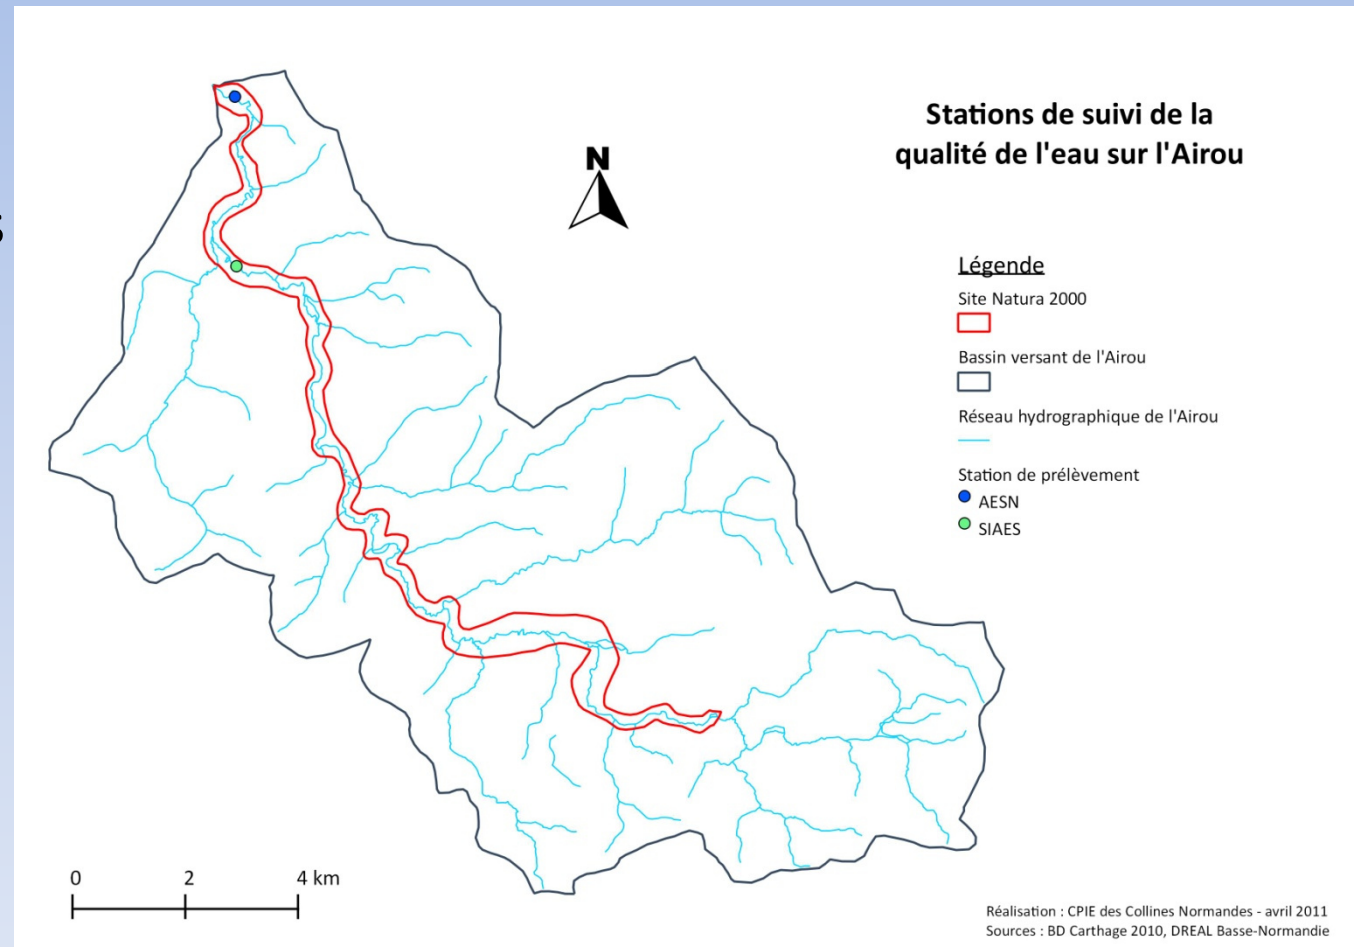 Stations de suivi de la
qualité de l'eau sur l'Airou
N
Légende
Site Natura 2000
Bassin versant de l'Airou
Réseau hydrographique de l'Airou
Station de prélèvement
AESN
SIAES
0 2 4 km
Réalisation : CPIE des Collines Normandes - avril 2011
Sources : BD Carthage 2010, DREAL Basse-Normandie